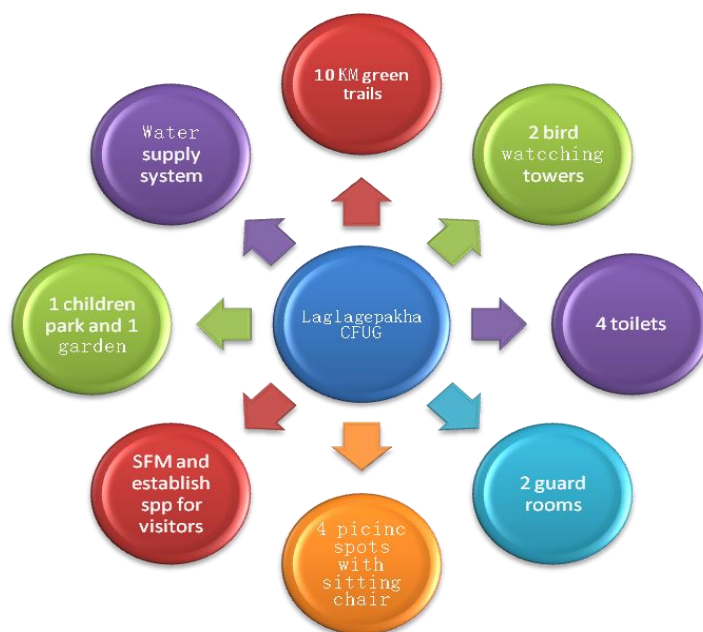 10 KM green
trails
2 bird
watcching
towers
4 toilets
2 guard
rooms
4 picinc
spots
with
sitting
chair
SFM and
establish
spp for
visitors
1 children
park and 1
garden
Water
supply
system
Laglagepakha
CFUG